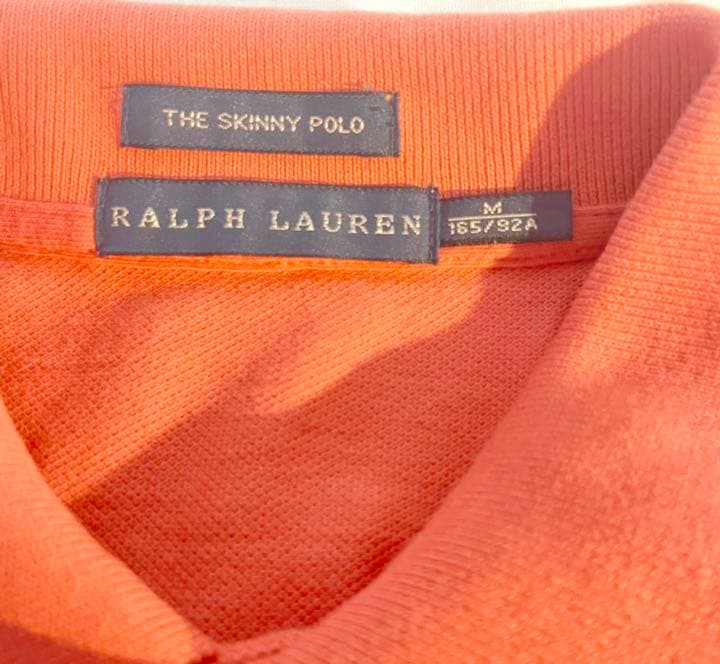 THE SKINNY POLO
RALPH LAUREN
M
165/92A